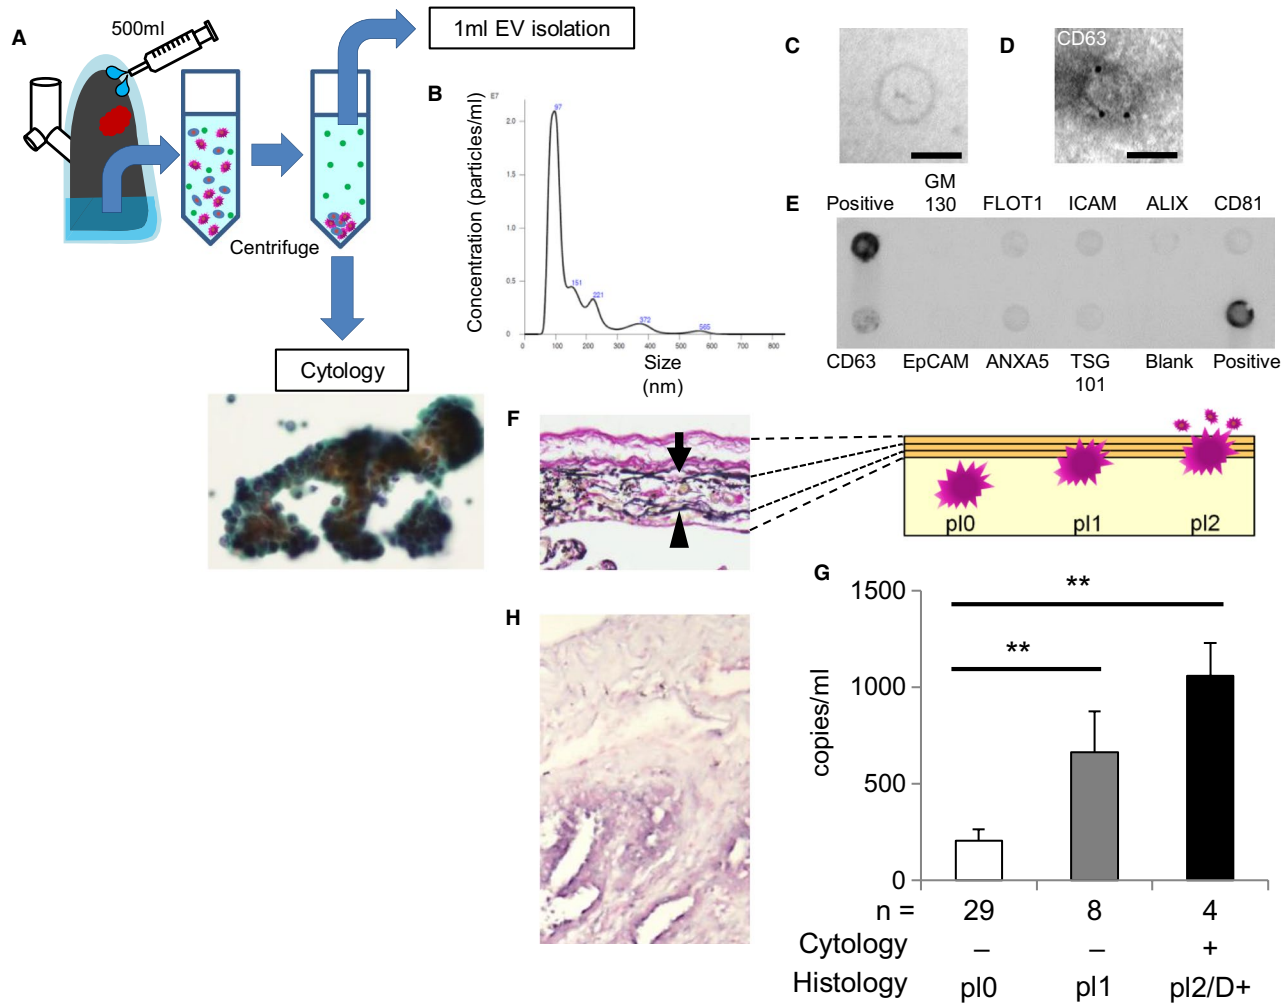 A
500ml
1ml EV isolation
Centrifuge
Cytology
B
Concentration (particles/ml)
E7
2.0
1.5
1.0
0.5
0
97
151
221
372
565
0 100 200 300 400 500 600 700 800
Size
(nm)
C
D
CD63
E
Positive GM 130 FLOT1 ICAM ALIX CD81
CD63 EpCAM ANXA5 TSG 101 Blank Positive
F
pl0 pl1 pl2
G
copies/ml
1500
1000
500
0
**
**
n = 29 8 4
Cytology – – +
Histology pl0 pl1 pl2/D+
H